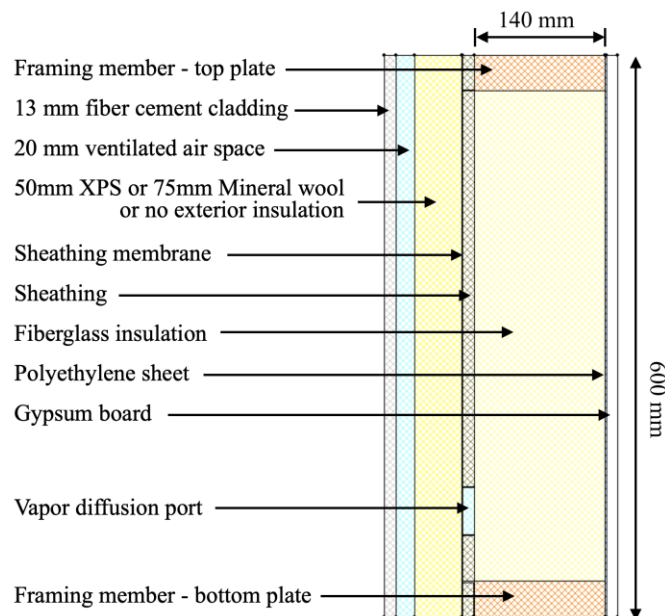 140 mm
Framing member - top plate
13 mm fiber cement cladding
20 mm ventilated air space
50mm XPS or 75mm Mineral wool
or no exterior insulation
Sheathing membrane
Sheathing
Fiberglass insulation
Polyethylene sheet
Gypsum board
600 mm
Vapor diffusion port
Framing member - bottom plate